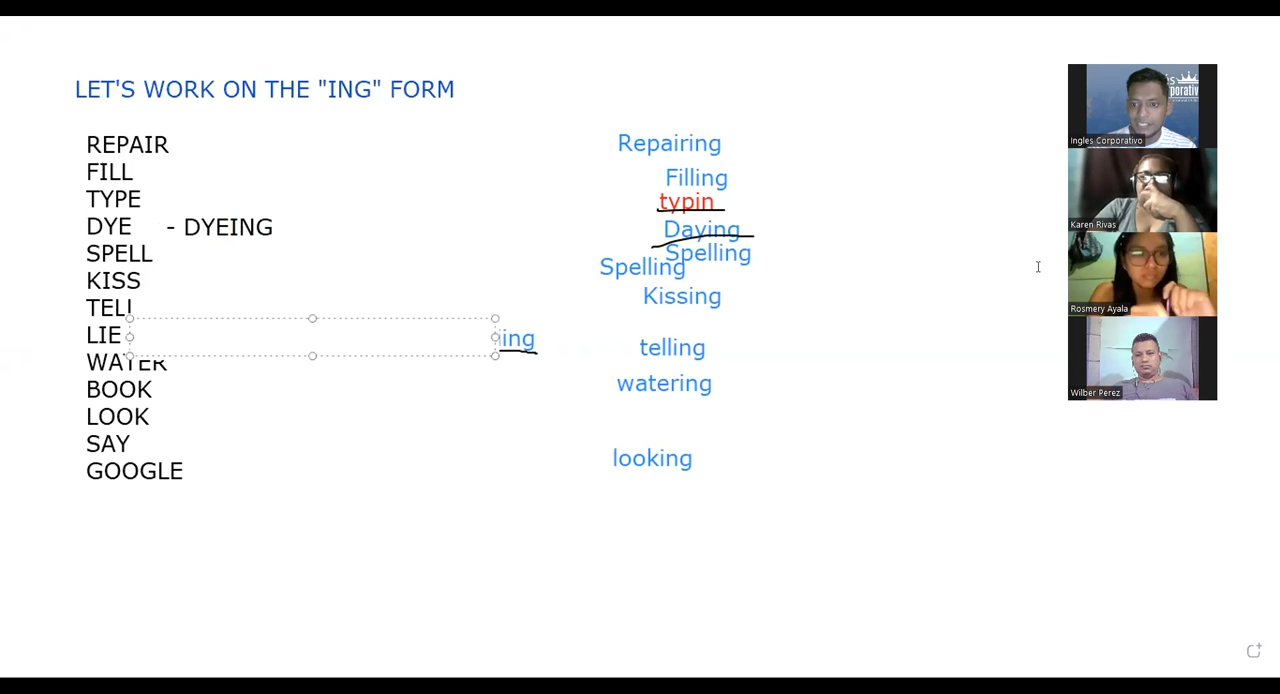 LET'S WORK ON THE "ING" FORM
REPAIR
FILL
TYPE
DYE - DYEING
SPELL
KISS
TELL
LIE
WATER
BOOK
LOOK
SAY
GOOGLE
ing
Repairing
Filling
typin
Daying
Spelling
Spelling
Kissing
telling
watering
looking
Ingles Corporativo
Karen Rivas
Rosmery Ayala
Wilber Perez